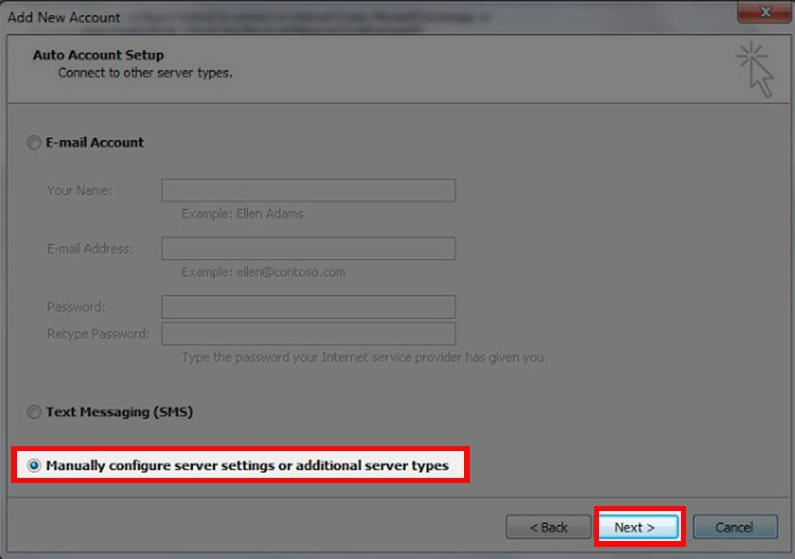 Add New Account
Auto Account Setup
Connect to other server types.
E-mail Account
Your Name:
Example: Ellen Adams
E-mail Address:
Example: ellen@contoso.com
Password:
Retype Password:
Type the password your Internet service provider has given you.
Text Messaging (SMS)
Manually configure server settings or additional server types
< Back
Next >
Cancel